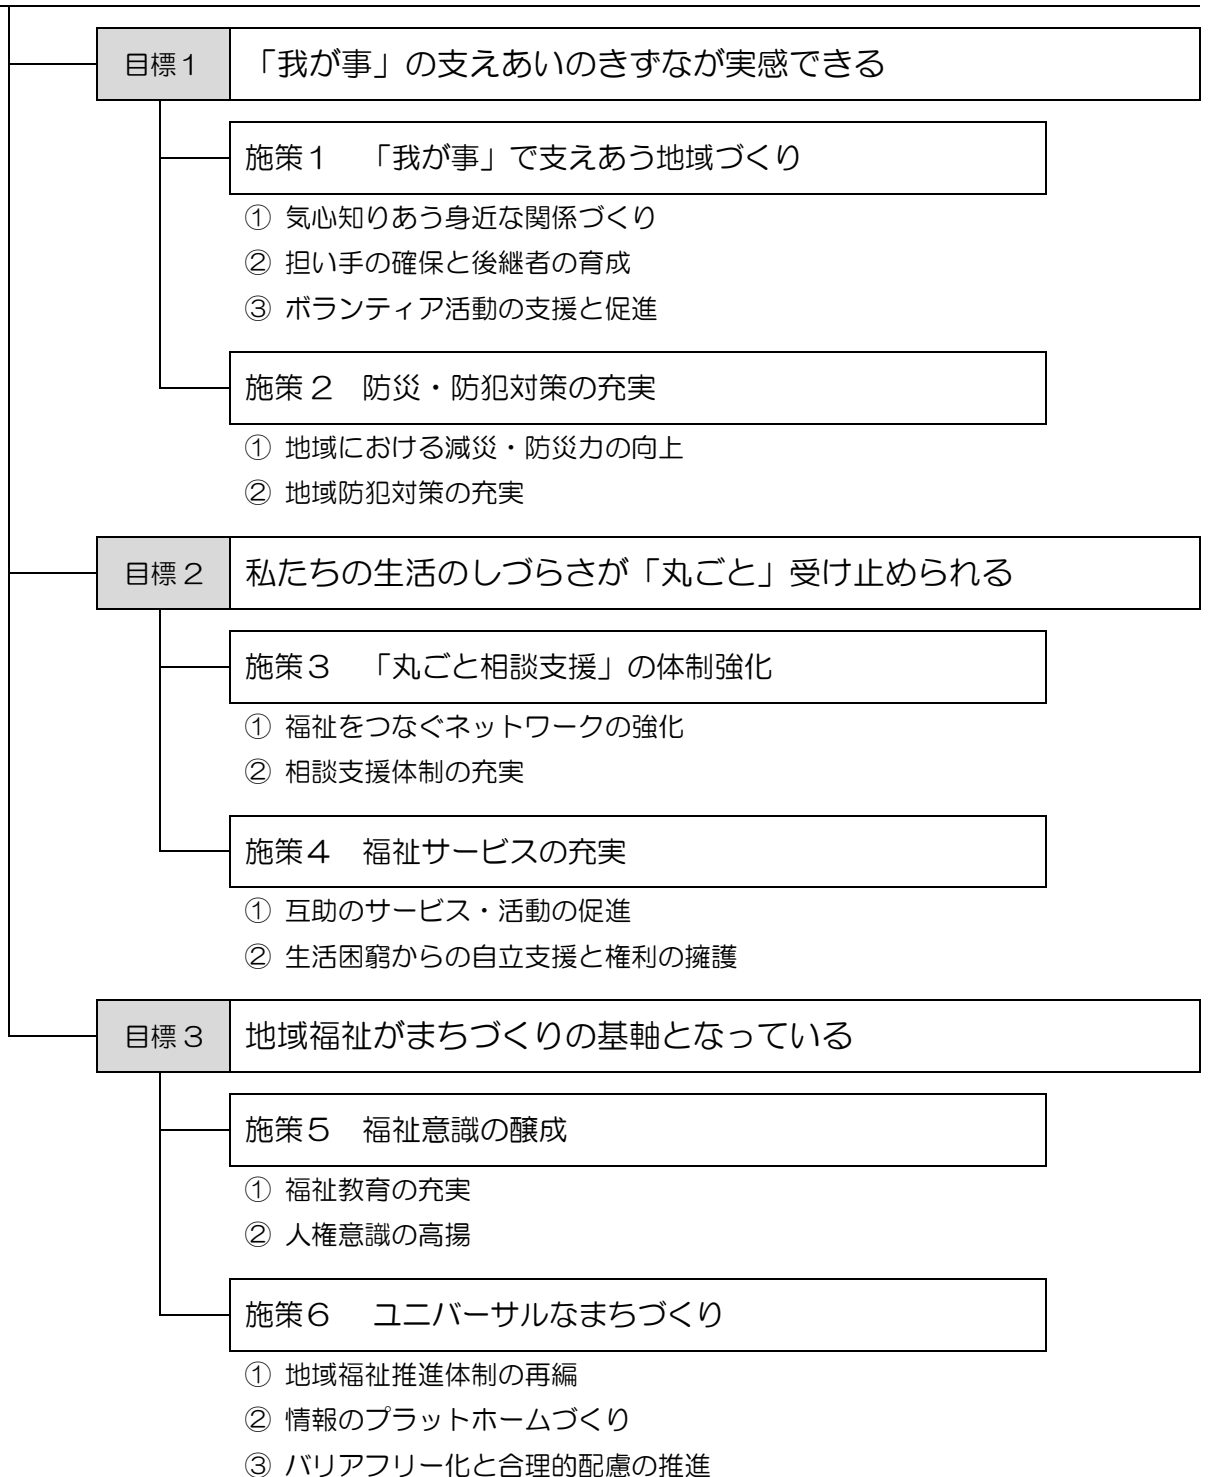 目標１ 「我が事」の支えあいのきずなが実感できる
施策１ 「我が事」で支えあう地域づくり
① 気心知りあう身近な関係づくり
② 担い手の確保と後継者の育成
③ ボランティア活動の支援と促進
施策２ 防災・防犯対策の充実
① 地域における減災・防災力の向上
② 地域防犯対策の充実
目標２ 私たちの生活のしづらさが「丸ごと」受け止められる
施策３ 「丸ごと相談支援」の体制強化
① 福祉をつなぐネットワークの強化
② 相談支援体制の充実
施策４ 福祉サービスの充実
① 互助のサービス・活動の促進
② 生活困窮からの自立支援と権利の擁護
目標３ 地域福祉がまちづくりの基軸となっている
施策５ 福祉意識の醸成
① 福祉教育の充実
② 人権意識の高揚
施策６ ユニバーサルなまちづくり
① 地域福祉推進体制の再編
② 情報のプラットホームづくり
③ バリアフリー化と合理的配慮の推進